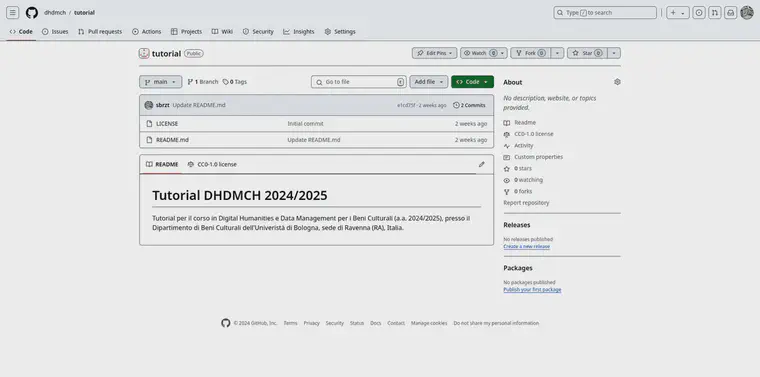 dhdmch / tutorial
Type / to search
Code Issues Pull requests Actions Projects Wiki Security Insights Settings
tutorial Public
Edit Pins Watch 0 Fork 0 Star 0
main 1 Branch 0 Tags Go to file Add file Code
sbrzt Update README.md e1cd75f · 2 weeks ago 2 Commits
LICENSE Initial commit 2 weeks ago
README.md Update README.md 2 weeks ago
README CC0-1.0 license
Tutorial DHDMCH 2024/2025
Tutorial per il corso in Digital Humanities e Data Management per i Beni Culturali (a.a. 2024/2025), presso il
Dipartimento di Beni Culturali dell'Univeristà di Bologna, sede di Ravenna (RA), Italia.
About
No description, website, or topics
provided.
Readme
CC0-1.0 license
Activity
Custom properties
0 stars
0 watching
0 forks
Report repository
Releases
No releases published
Create a new release
Packages
No packages published
Publish your first package
© 2024 GitHub, Inc. Terms Privacy Security Status Docs Contact Manage cookies Do not share my personal information